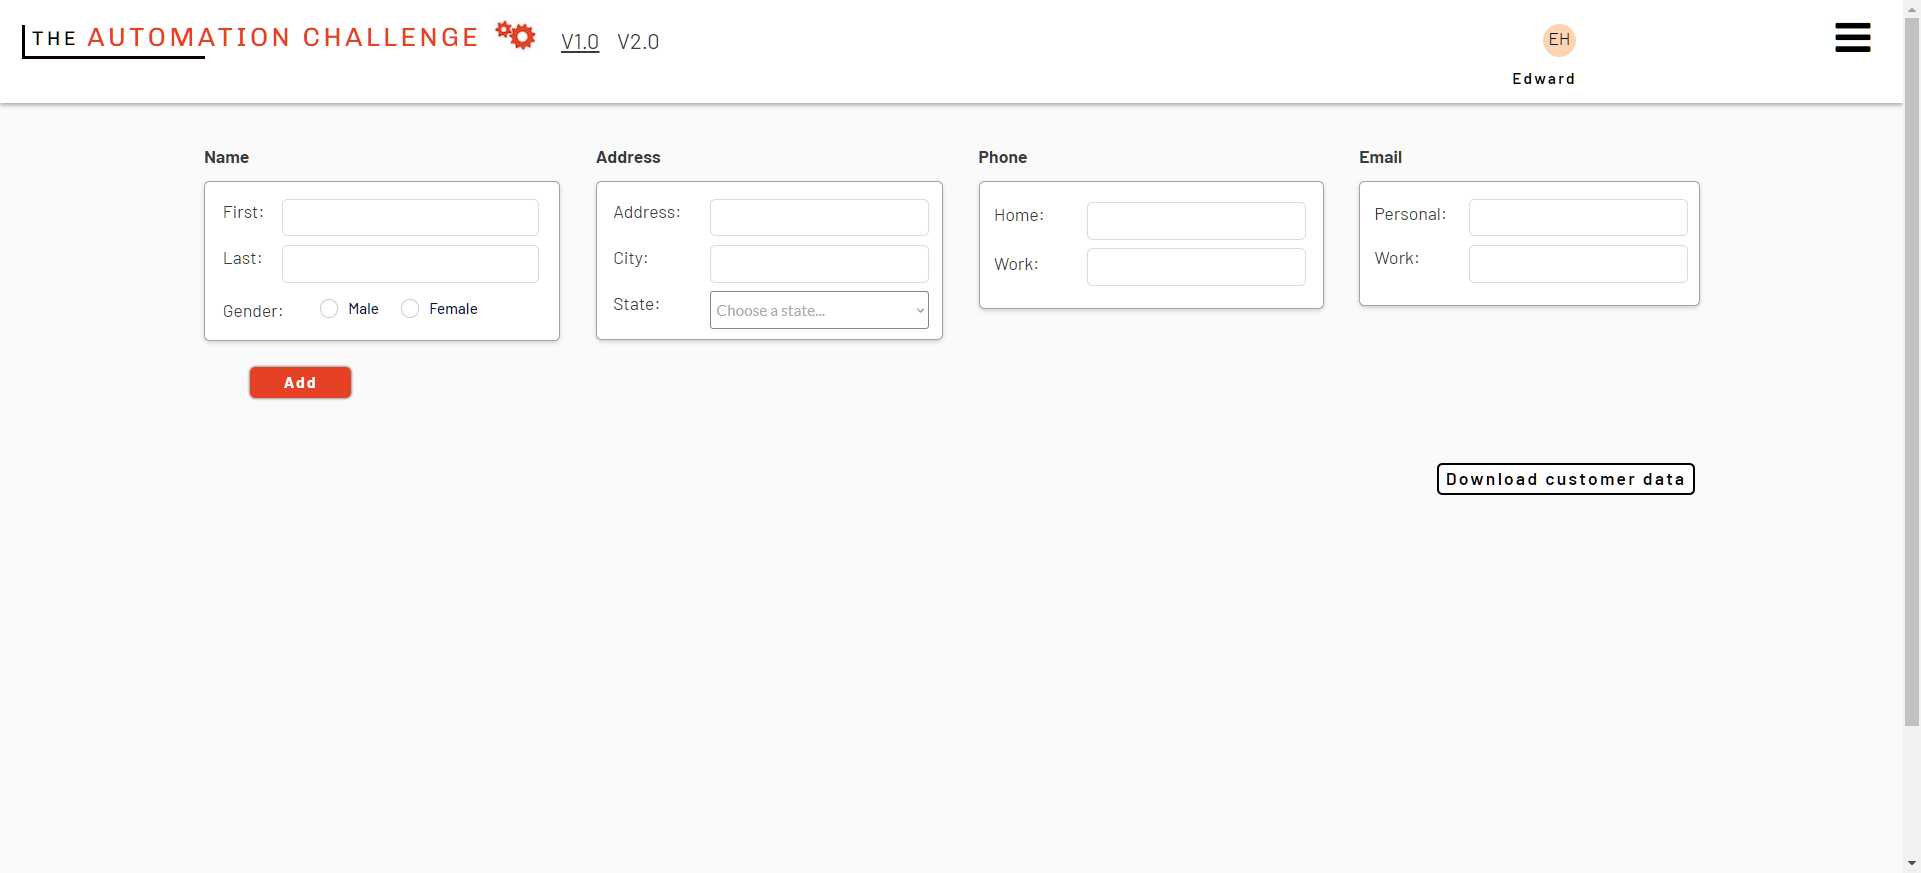 THE AUTOMATION CHALLENGE V1.0 V2.0
EH
Edward
Name
First:
Last:
Gender: Male Female
Add
Address
Address:
City:
State: Choose a state...
Phone
Home:
Work:
Email
Personal:
Work:
Download customer data